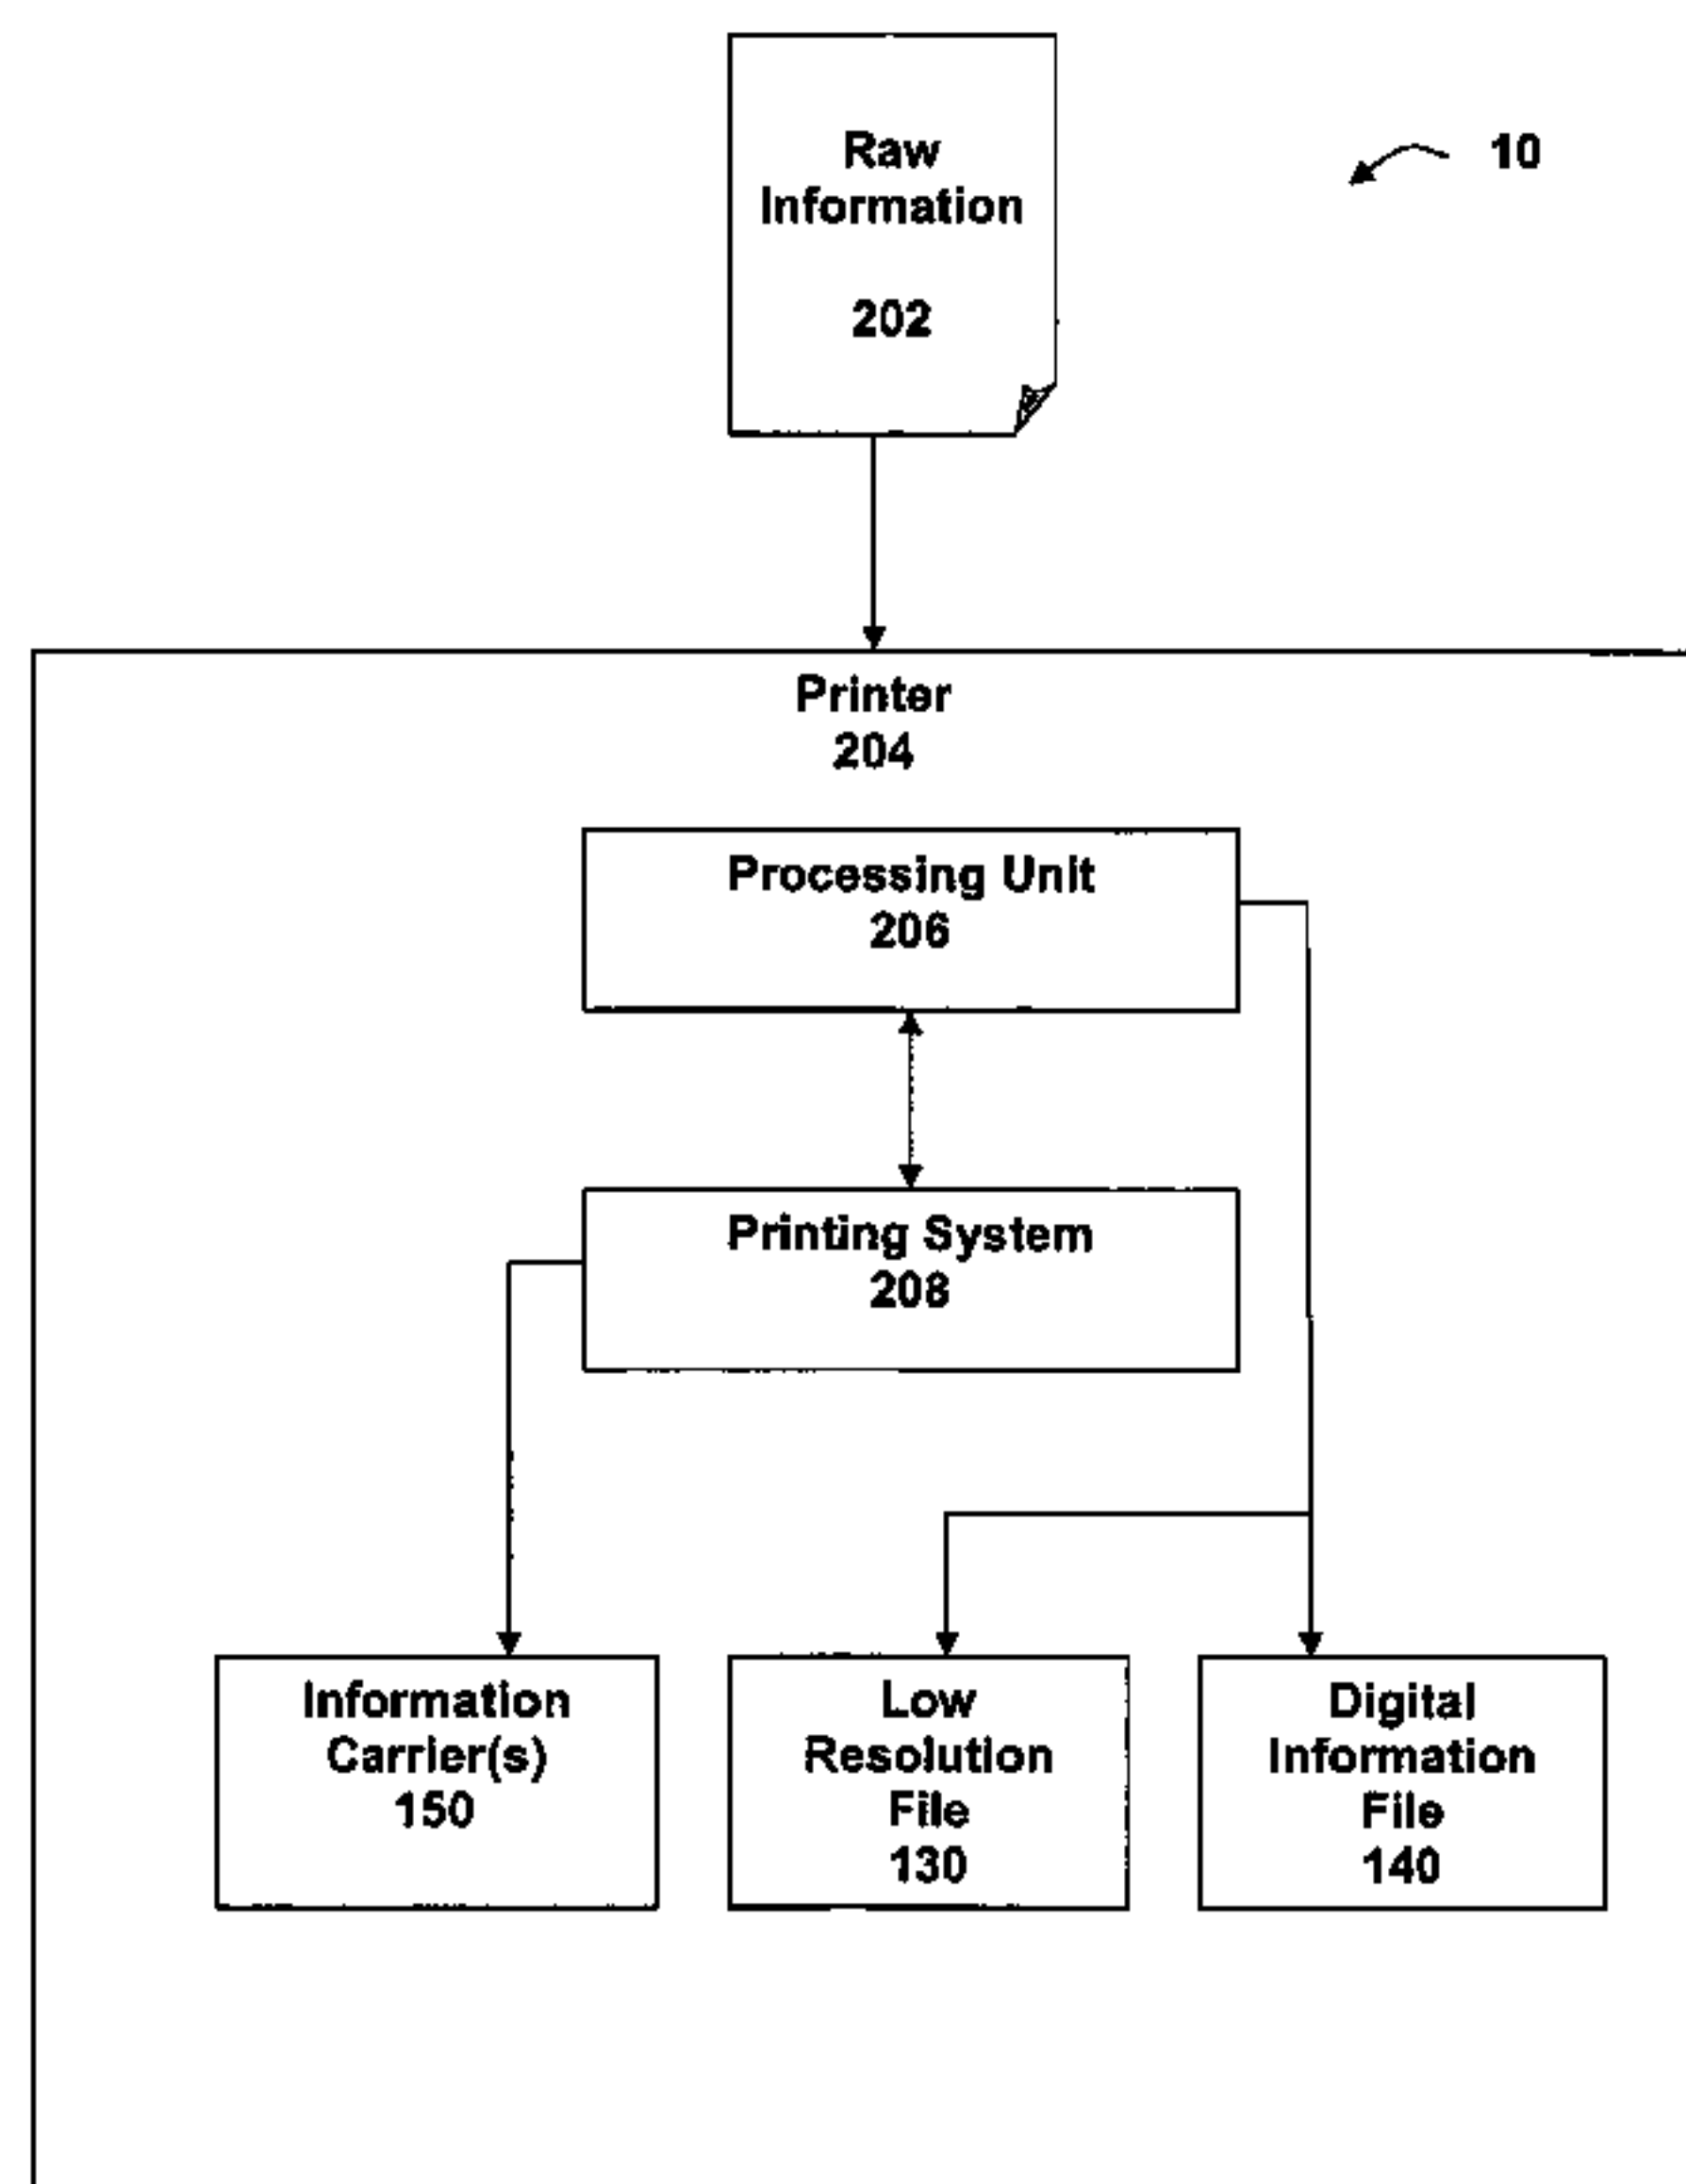 Raw
Information
202
10
Printer
204
Processing Unit
206
Printing System
208
Information
Carrier(s)
150
Low
Resolution
File
130
Digital
Information
File
140